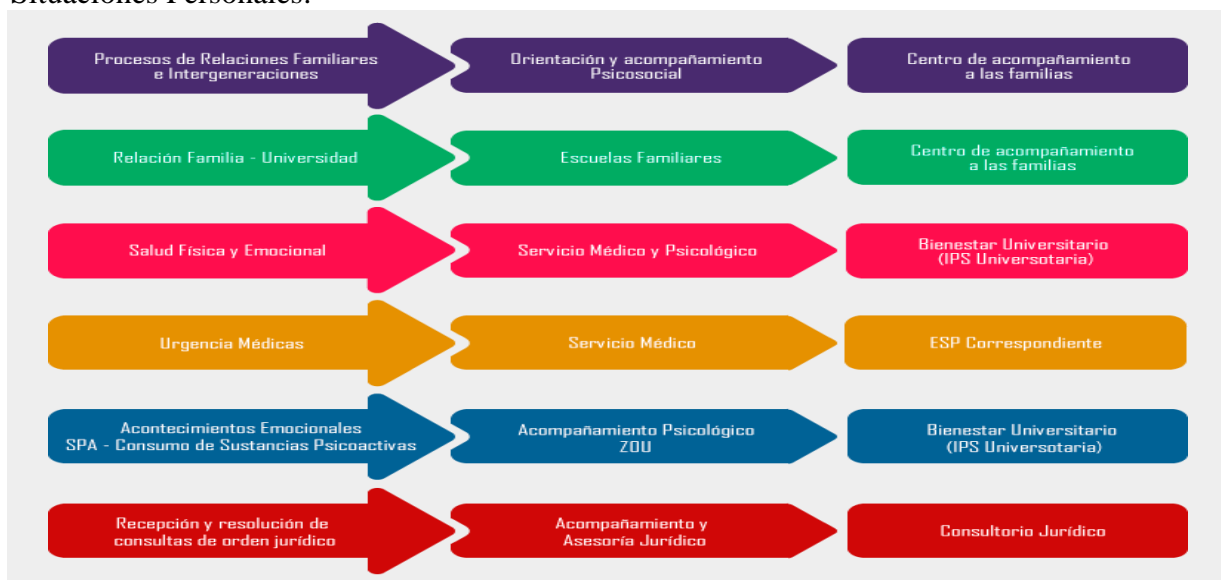 Situaciones Personales:
Procesos de Relaciones Familiares
e Intergeneraciones
Orientación y acompañamiento
Psicosocial
Centro de acompañamiento
a las familias
Relación Familia - Universidad
Escuelas Familiares
Centro de acompañamiento
a las familias
Salud Física y Emocional
Servicio Médico y Psicológico
Bienestar Universitario
(IPS Universotaria)
Urgencia Médicas
Servicio Médico
ESP Correspondiente
Acontecimientos Emocionales
SPA - Consumo de Sustancias Psicoactivas
Acompañamiento Psicológico
ZOU
Bienestar Universitario
(IPS Universotaria)
Recepción y resolución de
consultas de orden jurídico
Acompañamiento y
Asesoría Jurídico
Consultorio Jurídico